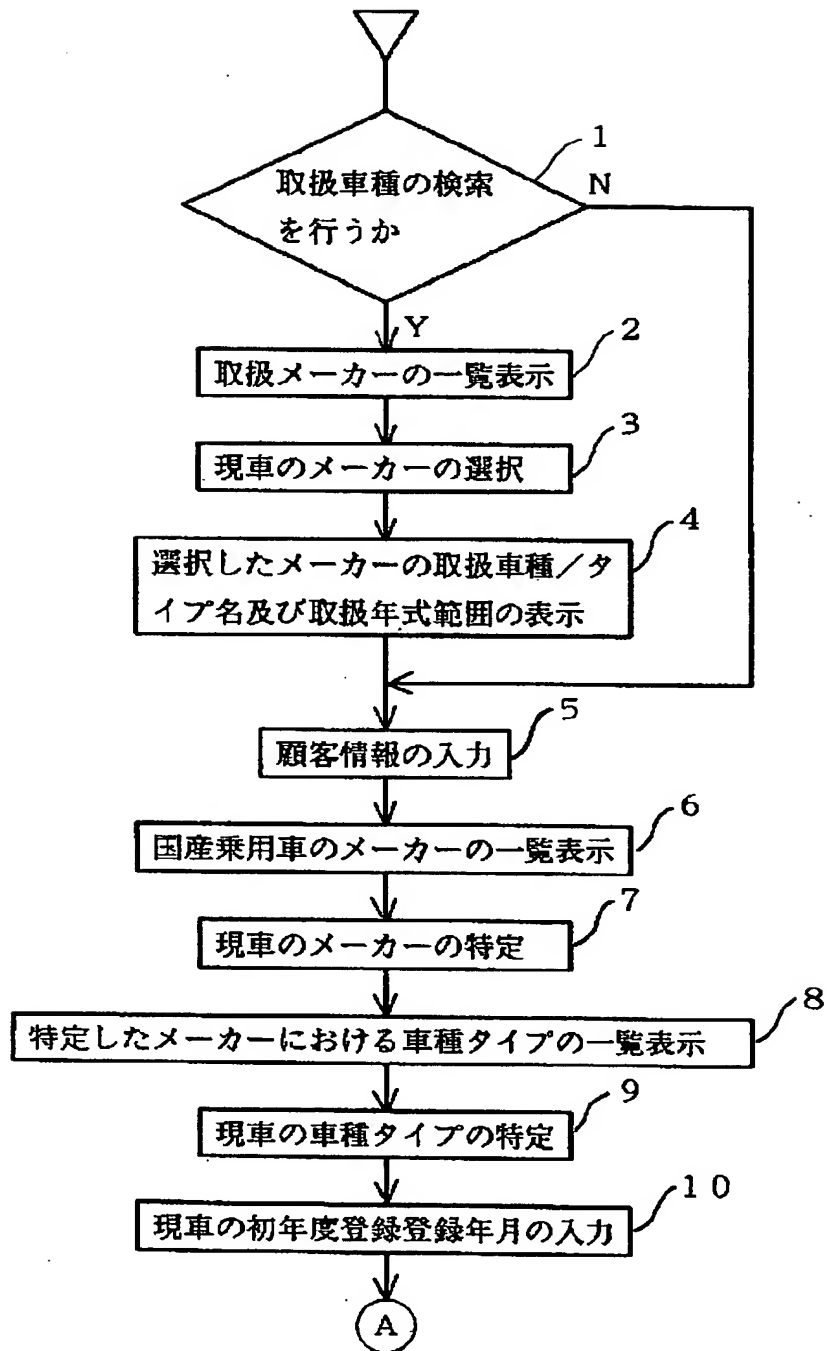 1
取扱車種の検索
を行うか
N
Y
2
取扱メーカーの一覧表示
3
現車のメーカーの選択
4
選択したメーカーの取扱車種／タ
イプ名及び取扱年式範囲の表示
5
顧客情報の入力
6
国産乗用車のメーカーの一覧表示
7
現車のメーカーの特定
8
特定したメーカーにおける車種タイプの一覧表示
9
現車の車種タイプの特定
10
現車の初年度登録登録年月の入力
A